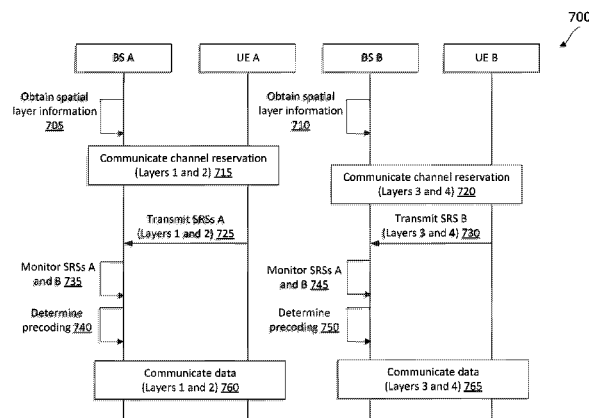 700
BS A
UE A
BS B
UE B
Obtain spatial
layer information
705
Obtain spatial
layer information
710
Communicate channel reservation
(Layers 1 and 2) 715
Communicate channel reservation
(Layers 3 and 4) 720
Transmit SRSs A
(Layers 1 and 2) 725
Transmit SRS B
(Layers 3 and 4) 730
Monitor SRSs A
and B 735
Monitor SRSs A
and B 745
Determine
precoding 740
Determine
precoding 750
Communicate data
(Layers 1 and 2) 760
Communicate data
(Layers 3 and 4) 765